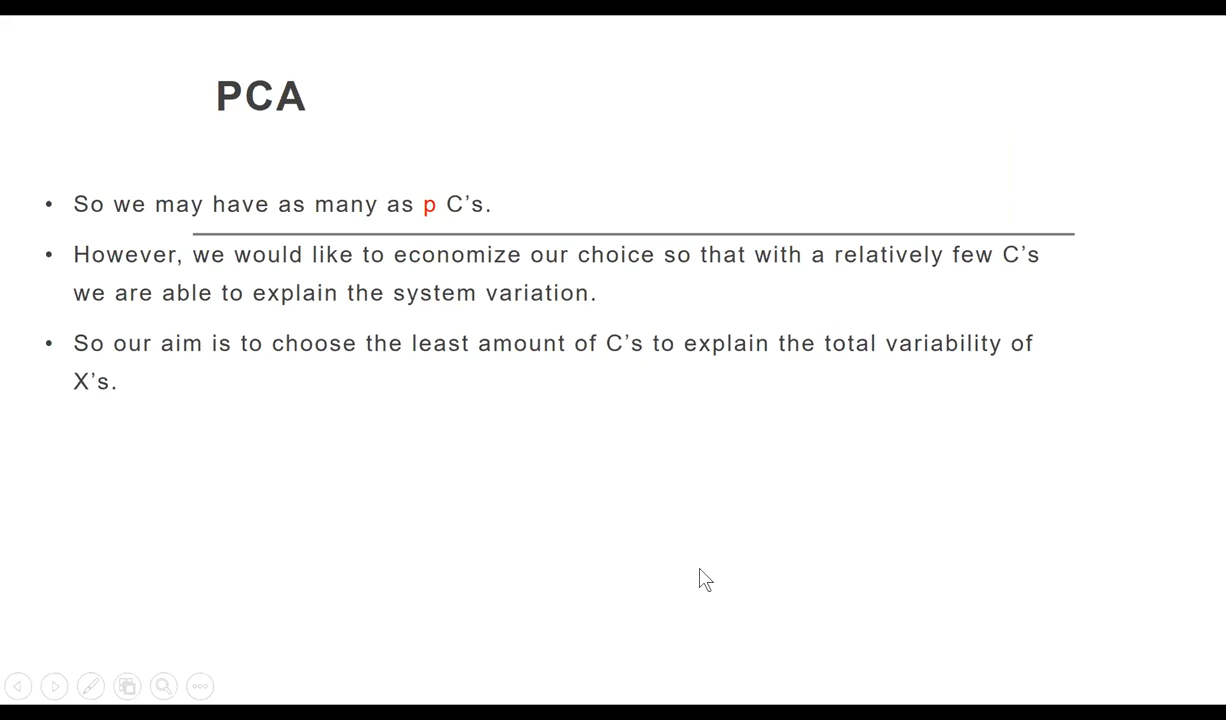 PCA
• So we may have as many as p C’s.
• However, we would like to economize our choice so that with a relatively few C’s
we are able to explain the system variation.
• So our aim is to choose the least amount of C’s to explain the total variability of
X’s.